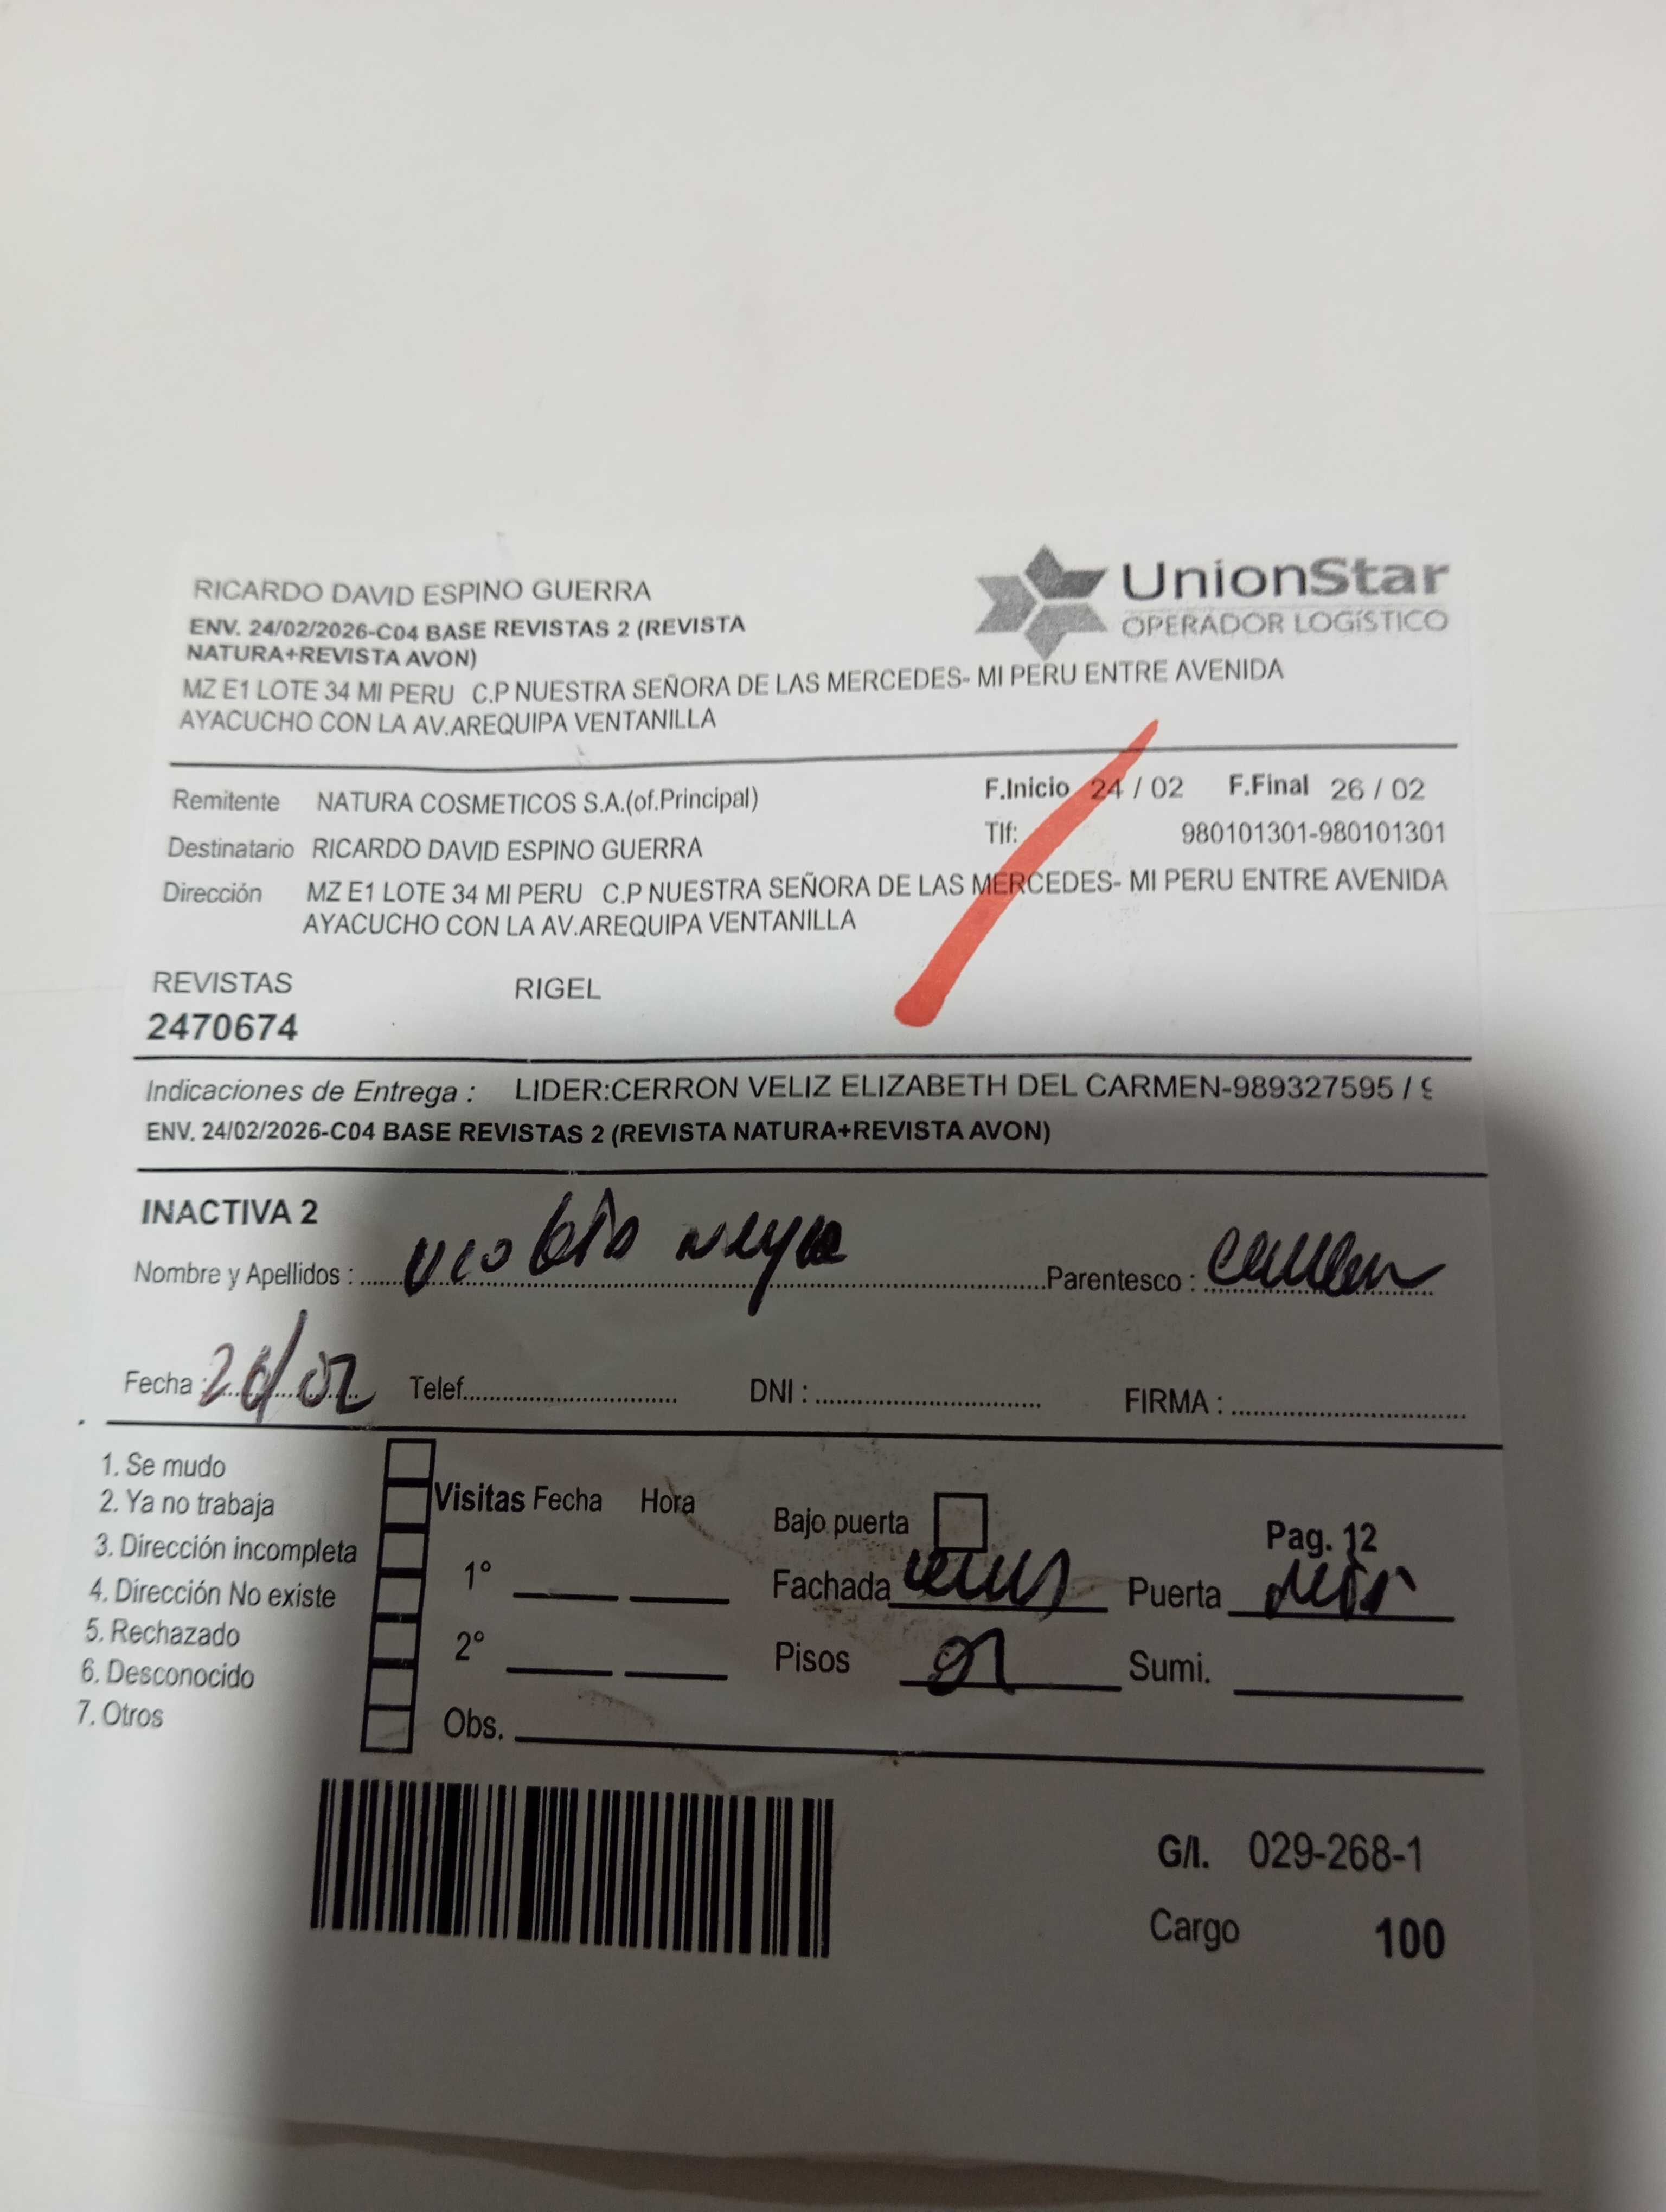 RICARDO DAVID ESPINO GUERRA
ENV. 24/02/2026-C04 BASE REVISTAS 2 (REVISTA
NATURA+REVISTA AVON)
MZ E1 LOTE 34 MI PERU C.P NUESTRA SEÑORA DE LAS MERCEDES- MI PERU ENTRE AVENIDA
AYACUCHO CON LA AV.AREQUIPA VENTANILLA
UnionStar
OPERADOR LOGÍSTICO
Remitente NATURA COSMETICOS S.A.(of.Principal)
F.Inicio 24 / 02 F.Final 26 / 02
Destinatario RICARDO DAVID ESPINO GUERRA
Tlf: 980101301-980101301
Dirección MZ E1 LOTE 34 MI PERU C.P NUESTRA SEÑORA DE LAS MERCEDES- MI PERU ENTRE AVENIDA
AYACUCHO CON LA AV.AREQUIPA VENTANILLA
REVISTAS RIGEL
2470674
Indicaciones de Entrega : LIDER:CERRON VELIZ ELIZABETH DEL CARMEN-989327595 /
ENV. 24/02/2026-C04 BASE REVISTAS 2 (REVISTA NATURA+REVISTA AVON)
INACTIVA 2
Nombre y Apellidos : Parentesco :
Fecha : 26/02 Telef. DNI : FIRMA :
1. Se mudo
2. Ya no trabaja
3. Dirección incompleta
4. Dirección No existe
5. Rechazado
6. Desconocido
7. Otros
Visitas Fecha Hora
1º
2º
Obs.
Bajo puerta
Pag. 12
Fachada Puerta
Pisos Sumi.
G/I. 029-268-1
Cargo 100